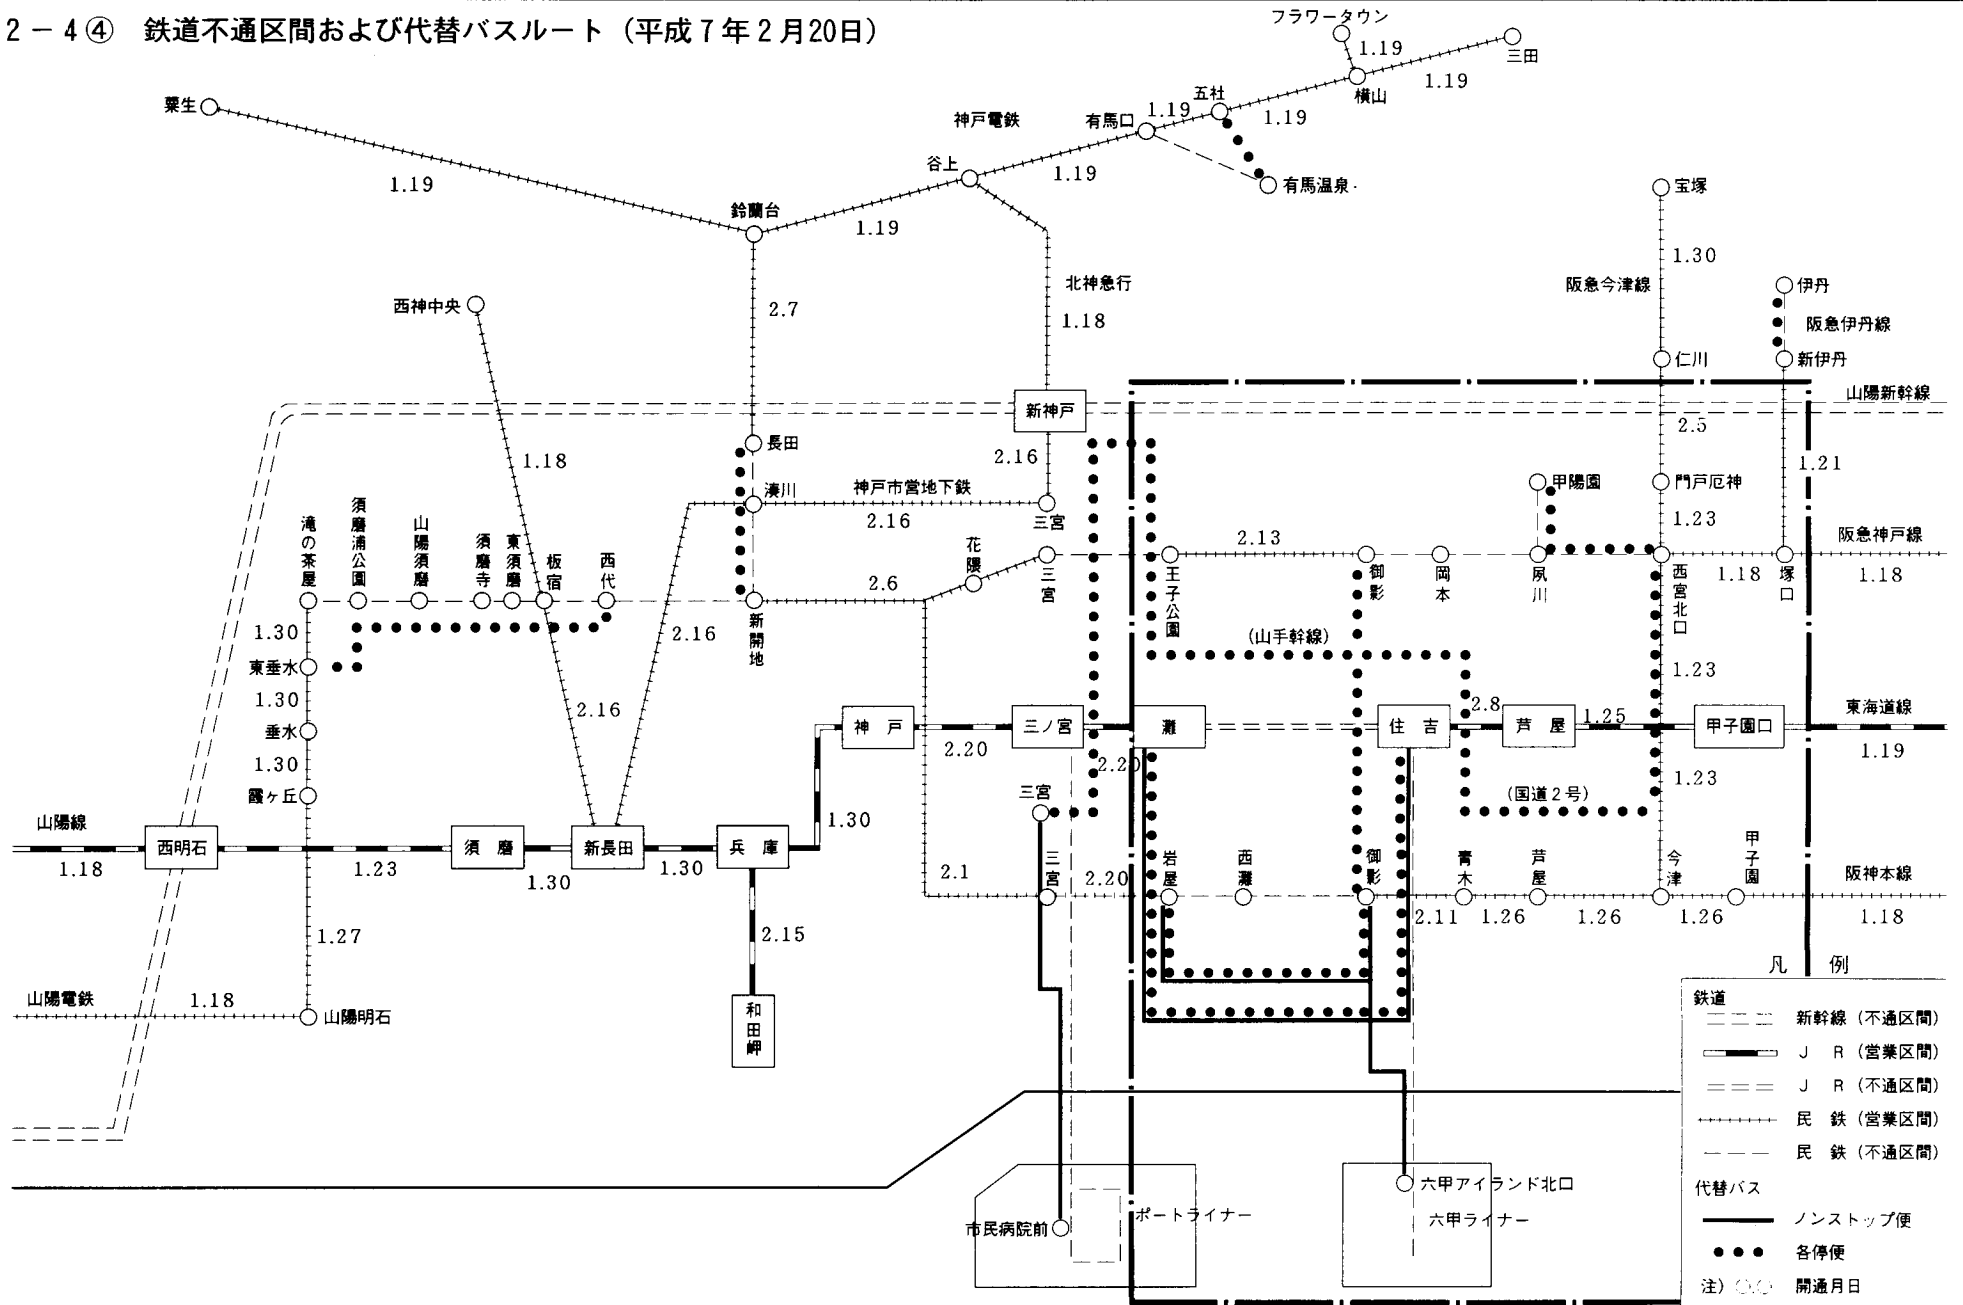 2－4④　鉄道不通区間および代替バスルート（平成7年2月20日）
フラワータウン
1.19
三田
1.19
横山
五社
1.19
1.19
有馬口
神戸電鉄
粟生
谷上
1.19
有馬温泉
宝塚
1.19
鈴蘭台
1.19
1.30
北神急行
阪急今津線
伊丹
西神中央
2.7
1.18
阪急伊丹線
仁川
新伊丹
山陽新幹線
新神戸
2.5
長田
1.18
2.16
1.21
湊川
神戸市営地下鉄
甲陽園
門戸厄神
2.16
三宮
1.23
滝の茶屋
須磨浦公園
山陽須磨
須磨寺
東須磨
板宿
西代
花隈
2.13
阪急神戸線
2.6
三宮
王子公園
御影
岡本
夙川
西宮北口
1.18
塚口
1.18
1.30
2.16
新開地
(山手幹線)
東垂水
1.23
1.30
2.16
神戸
三ノ宮
灘
住吉
2.8
芦屋
1.25
甲子園口
東海道線
垂水
2.20
2.20
1.19
1.30
1.23
霞ヶ丘
三宮
(国道2号)
山陽線
1.30
西明石
須磨
新長田
兵庫
1.18
1.23
1.30
1.30
2.1
三宮
2.20
岩屋
西灘
御影
青木
芦屋
今津
甲子園
阪神本線
2.11
1.26
1.26
1.26
1.18
1.27
2.15
山陽電鉄
1.18
山陽明石
和田岬
凡　例
鉄道
新幹線（不通区間）
J　R（営業区間）
J　R（不通区間）
民　鉄（営業区間）
民　鉄（不通区間）
代替バス
ノンストップ便
各停便
注）○.○　開通月日
六甲アイランド北口
六甲ライナー
ポートライナー
市民病院前